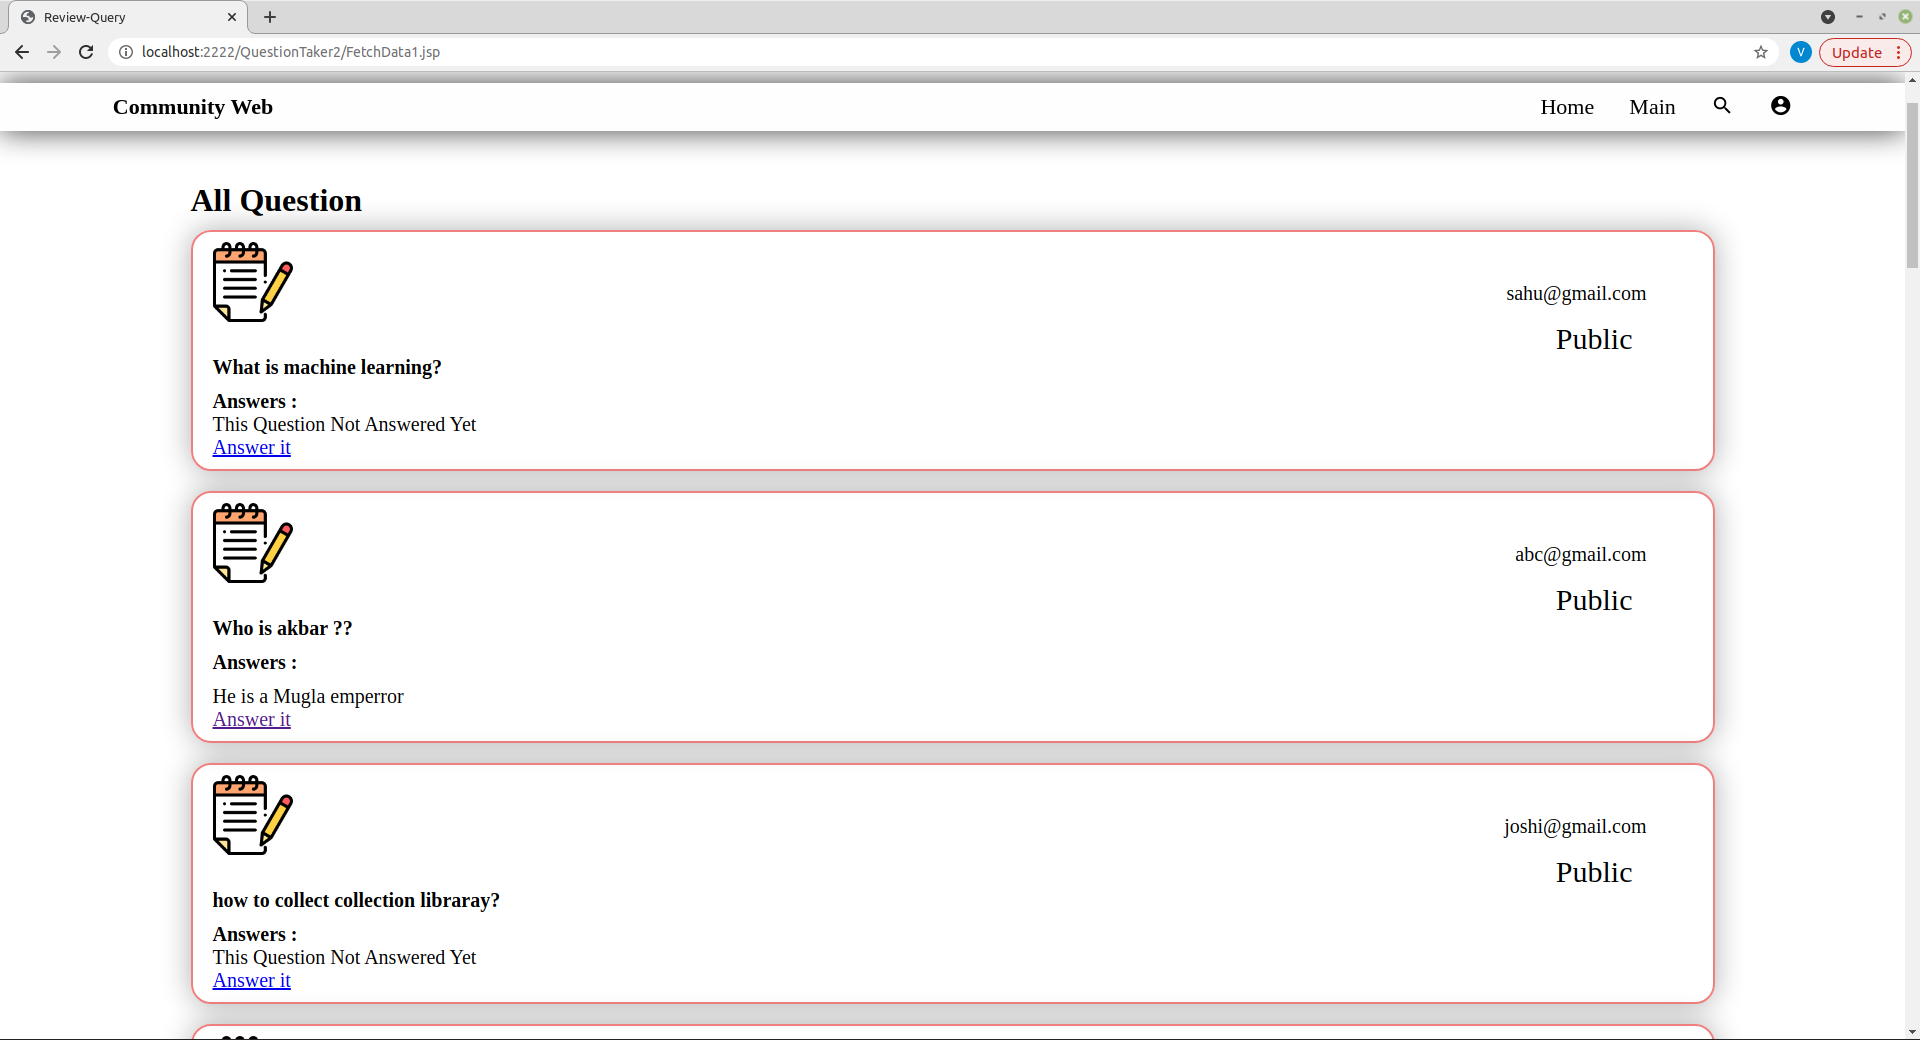 Review-Query
localhost:2222/QuestionTaker2/FetchData1.jsp
V
Update
Community Web
Home
Main
All Question
sahu@gmail.com
Public
What is machine learning?
Answers :
This Question Not Answered Yet
Answer it
abc@gmail.com
Public
Who is akbar ??
Answers :
He is a Mugla emperror
Answer it
joshi@gmail.com
Public
how to collect collection libraray?
Answers :
This Question Not Answered Yet
Answer it